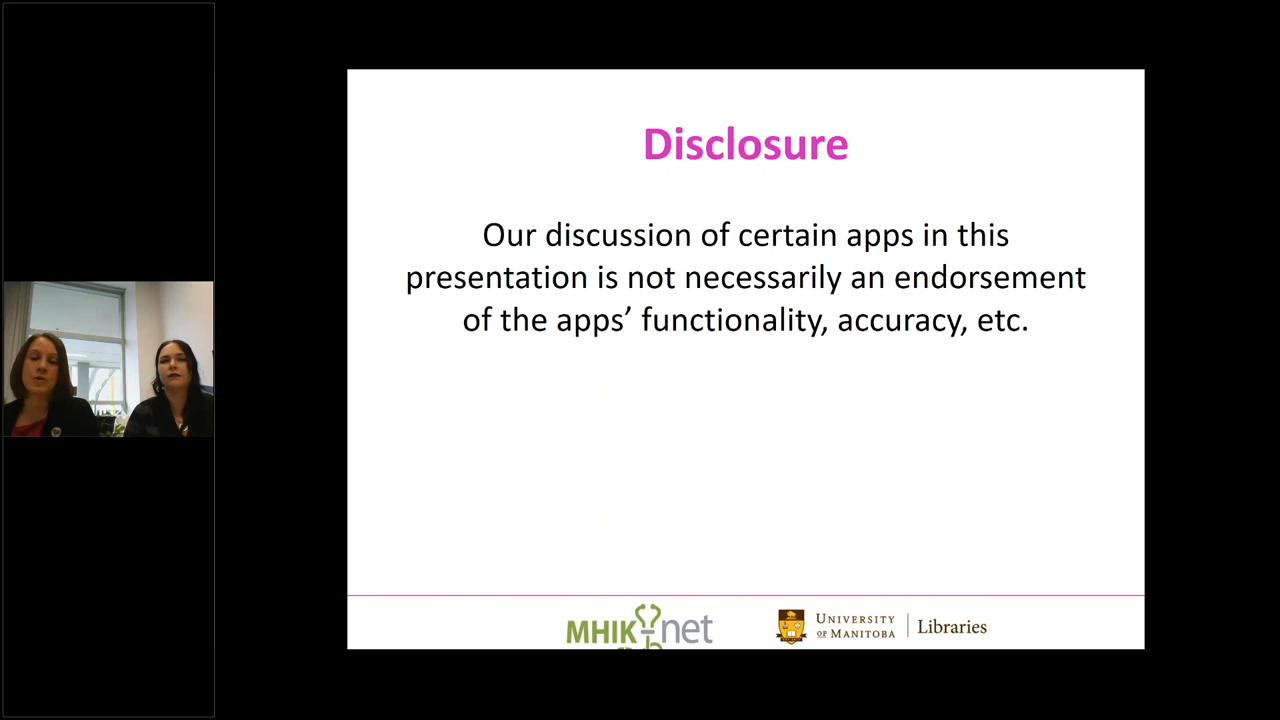 Disclosure
Our discussion of certain apps in this
presentation is not necessarily an endorsement
of the apps’ functionality, accuracy, etc.
MHIK-net
UNIVERSITY
OF MANITOBA
Libraries